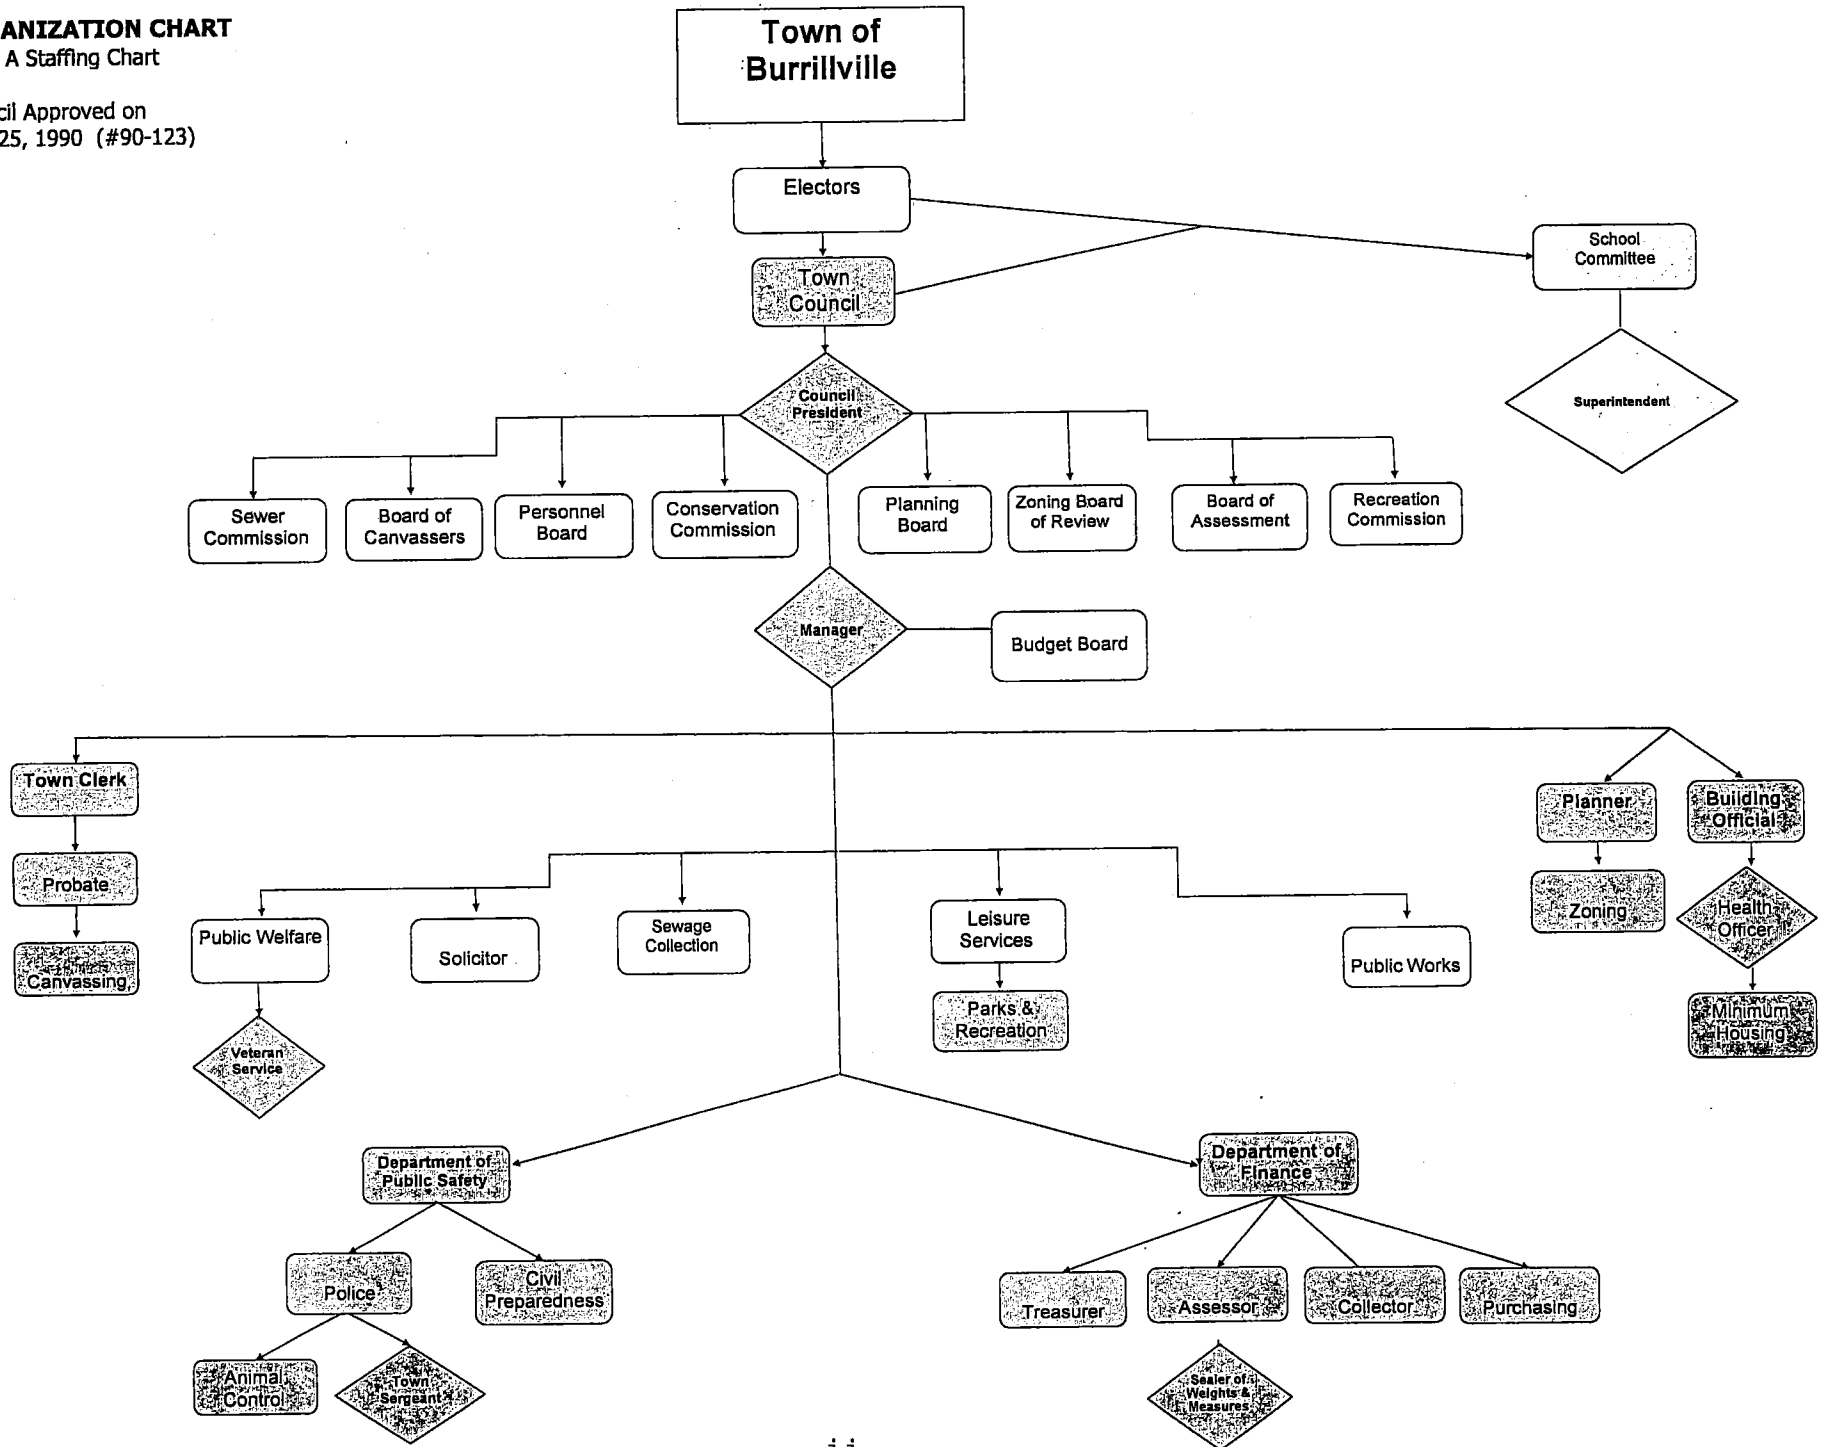 ANIZATION CHART
A Staffing Chart
cil Approved on
25, 1990 (#90-123)
Town of
Burrillville
Electors
School
Committee
Town
Council
Superintendent
Council
President
Sewer
Commission
Board of
Canvassers
Personnel
Board
Conservation
Commission
Planning
Board
Zoning Board
of Review
Board of
Assessment
Recreation
Commission
Manager
Budget Board
Town Clerk
Planner
Building
Official
Probate
Zoning
Health
Officer
Canvassing
Public Welfare
Solicitor
Sewage
Collection
Leisure
Services
Public Works
Parks &
Recreation
Minimum
Housing
Veteran
Service
Department of
Public Safety
Department of
Finance
Police
Civil
Preparedness
Treasurer
Assessor
Collector
Purchasing
Animal
Control
Town
Sergeant
Sealer of
Weights &
Measures